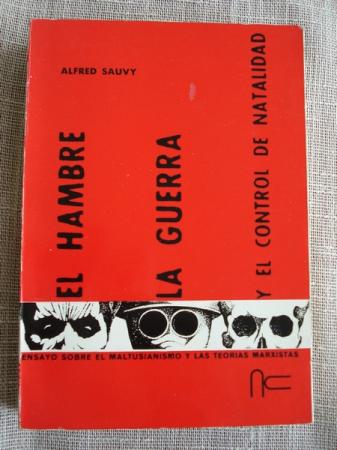 ALFRED SAUVY
EL HAMBRE
LA GUERRA
Y EL CONTROL DE NATALIDAD
ENSAYO SOBRE EL MALTUSIANISMO Y LAS TEORIAS MARXISTAS